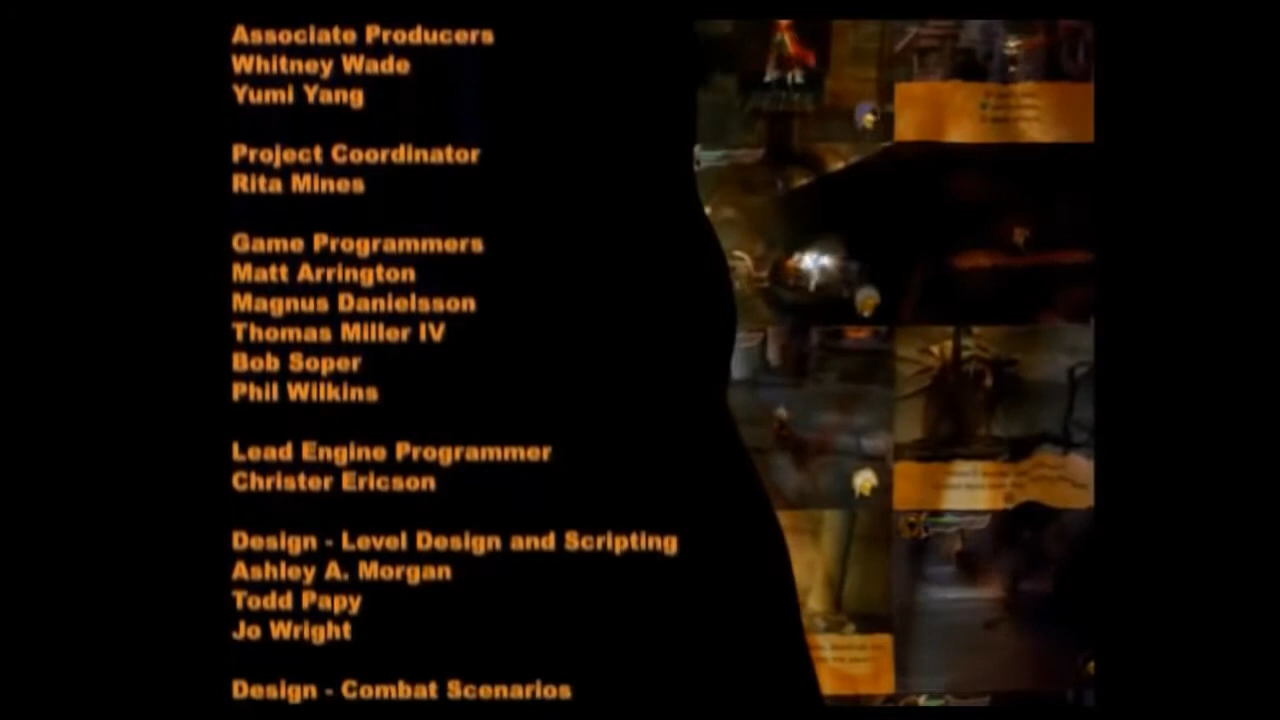 Associate Producers
Whitney Wade
Yumi Yang
Project Coordinator
Rita Mines
Game Programmers
Matt Arrington
Magnus Danielsson
Thomas Miller IV
Bob Soper
Phil Wilkins
Lead Engine Programmer
Christer Ericson
Design - Level Design and Scripting
Ashley A. Morgan
Todd Papy
Jo Wright
Design - Combat Scenarios